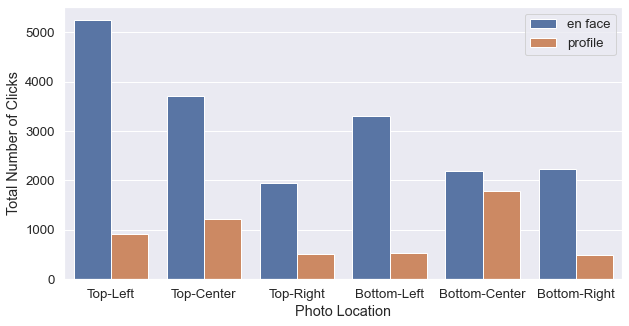 en face
profile
Total Number of Clicks
5000
4000
3000
2000
1000
0
Top-Left Top-Center Top-Right Bottom-Left Bottom-Center Bottom-Right
Photo Location